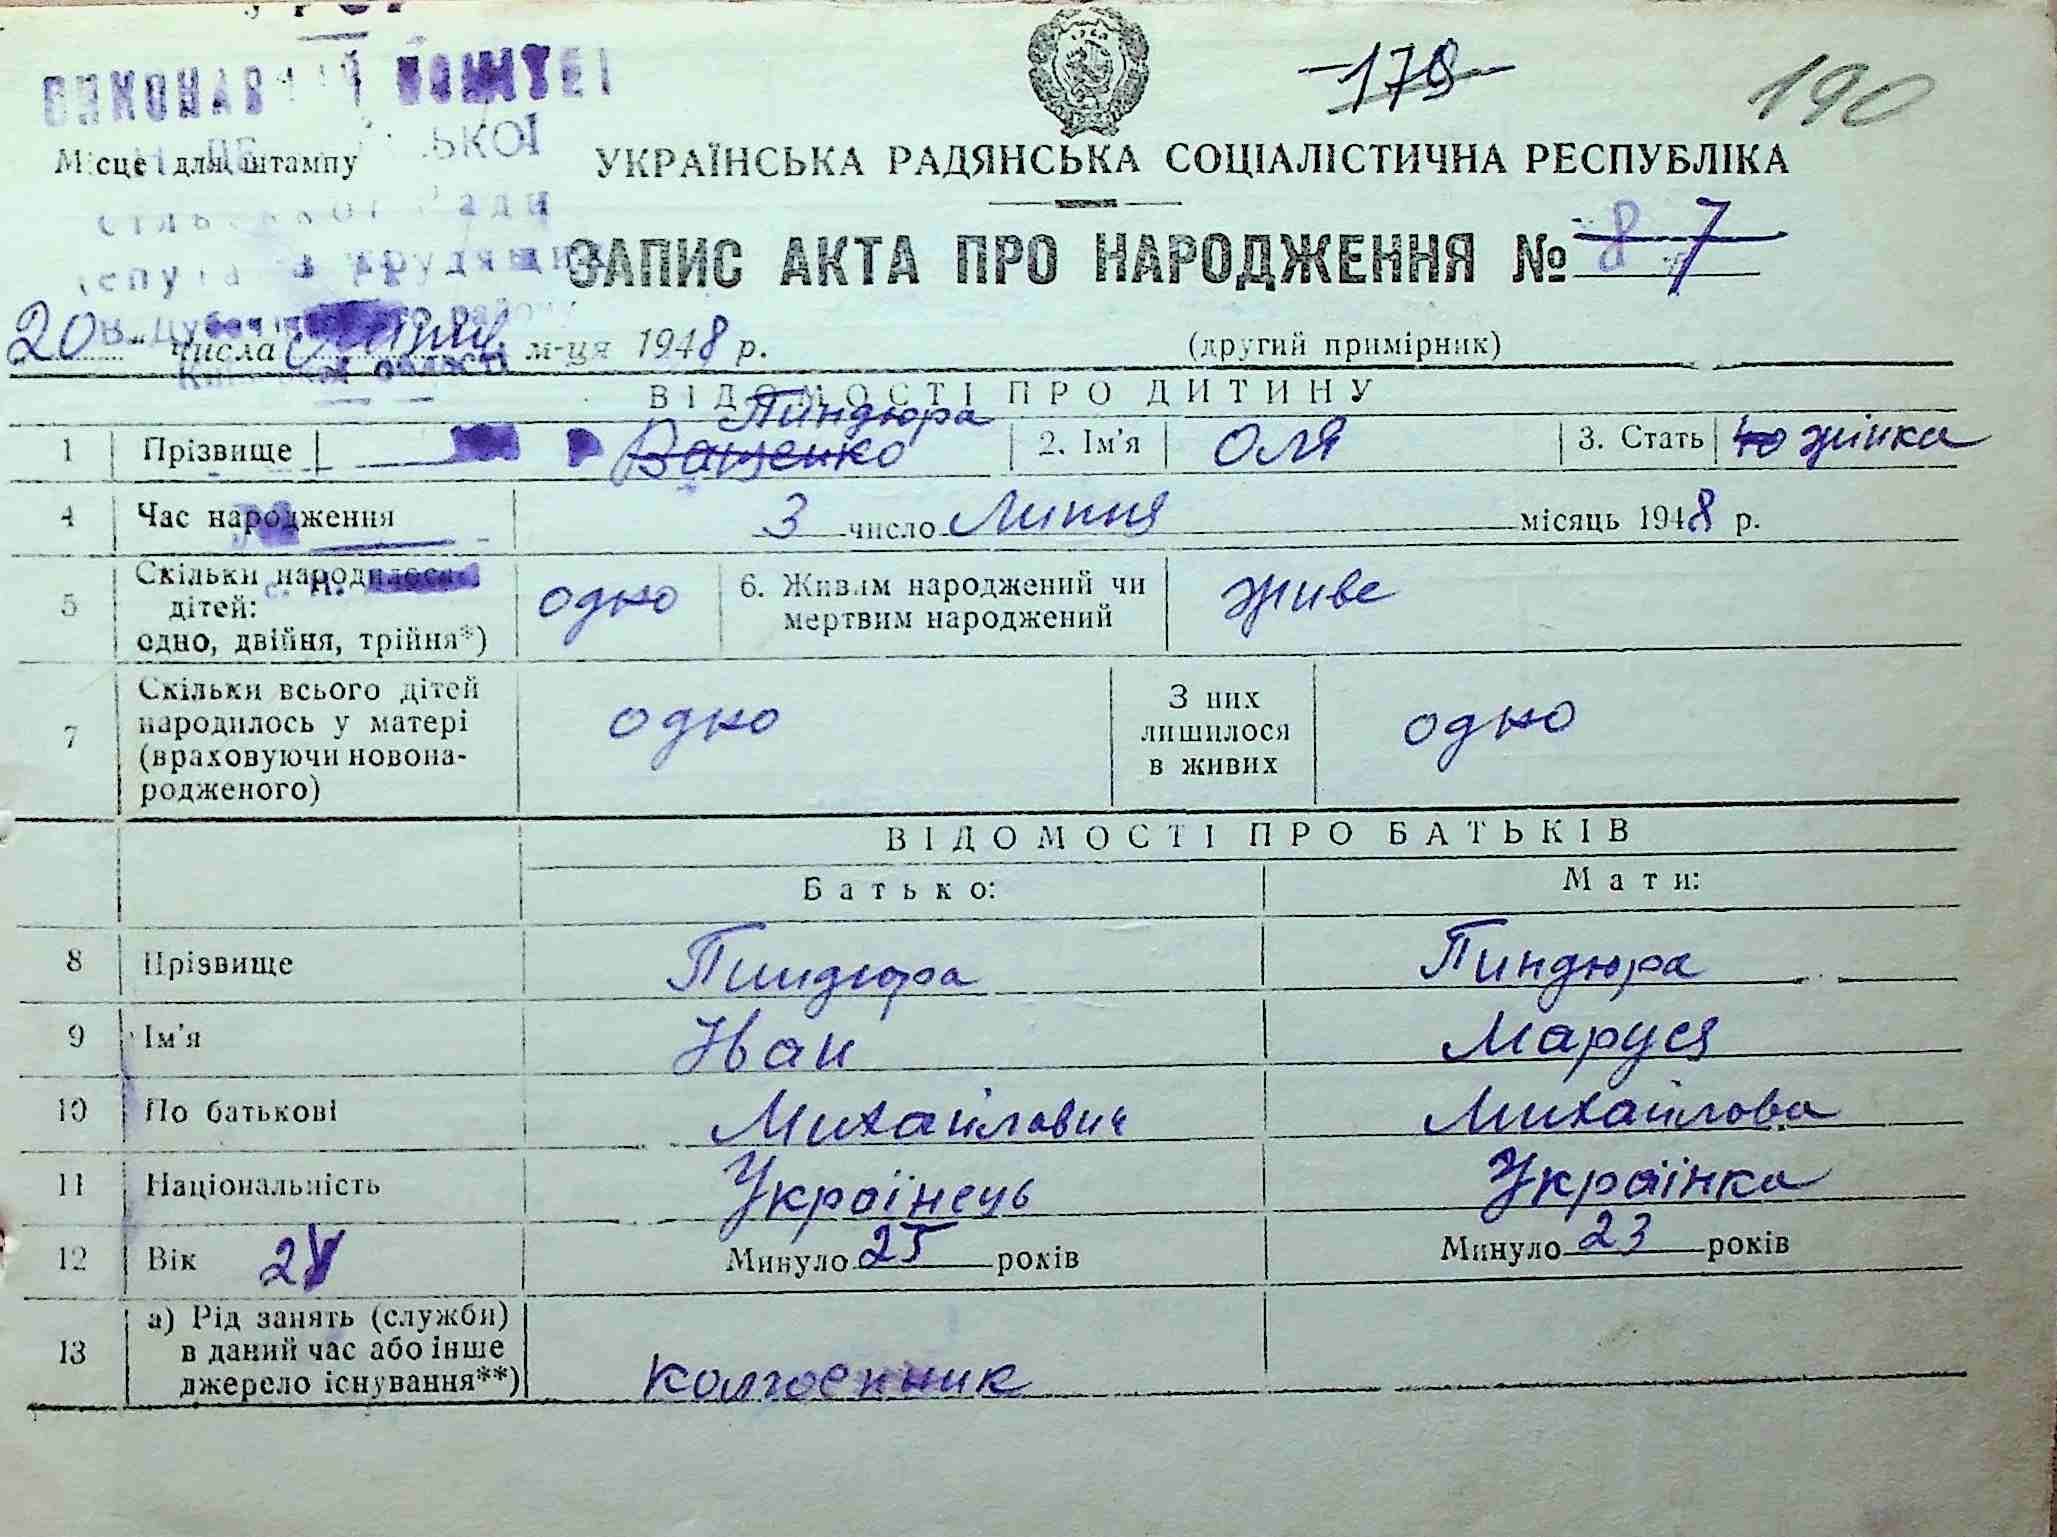 179
190
Місце для штампу
УКРАЇНСЬКА РАДЯНСЬКА СОЦІАЛІСТИЧНА РЕСПУБЛІКА
ЗАПИС АКТА ПРО НАРОДЖЕННЯ № 8 7
20 числа м-ця 1948 р. (другий примірник)
ВІДОМОСТІ ПРО ДИТИНУ
Пиндюра
1 Прізвище Ващенко 2. Ім'я Оля 3. Стать жінка
4 Час народження 3 число Липня місяць 1948 р.
5 Скільки народилося дітей: одно, двійня, трійня*) одно 6. Живим народжений чи мертвим народжений живе
7 Скільки всього дітей народилось у матері (враховуючи новонародженого) одно З них лишилося в живих одно
ВІДОМОСТІ ПРО БАТЬКІВ
Батько: Мати:
8 Прізвище Пиндюра Пиндюра
9 Ім'я Іван Маруся
10 По батькові Михайлович Михайлова
11 Національність Українець Українка
12 Вік Минуло 25 років Минуло 23 років
13 а) Рід занять (служби) в даний час або інше джерело існування**) колгоспник